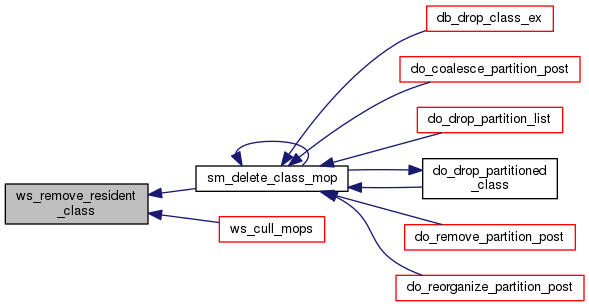 db_drop_class_ex
do_coalesce_partition_post
do_drop_partition_list
sm_delete_class_mop
do_drop_partitioned
_class
ws_remove_resident
_class
ws_cull_mops
do_remove_partition_post
do_reorganize_partition_post